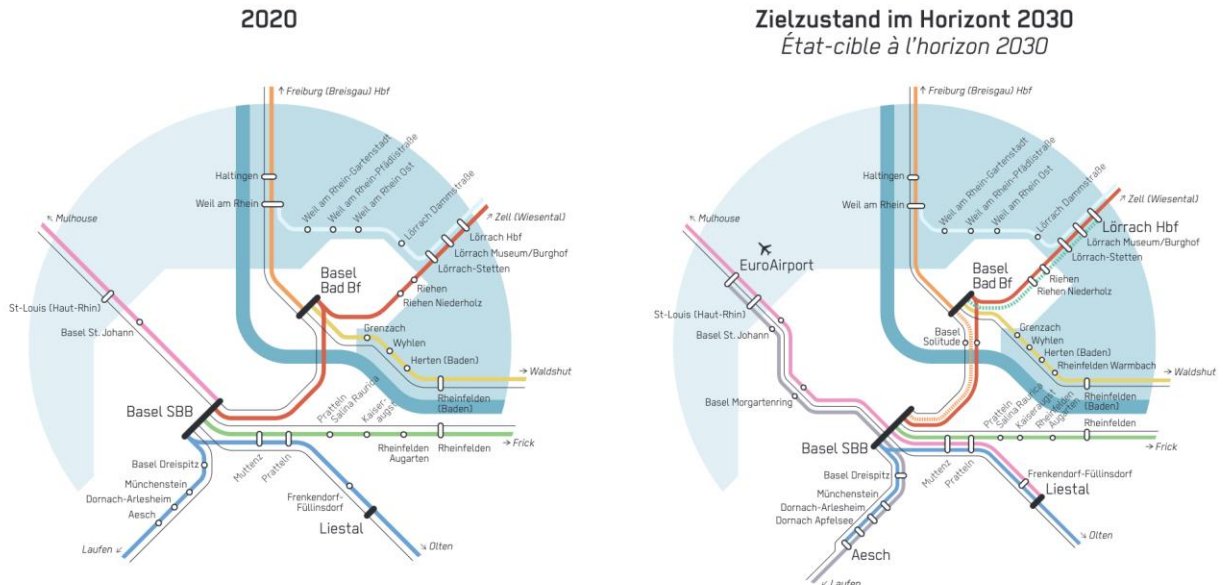 2020
↑ Freiburg (Breisgau) Hbf
Haltingen
Weil am Rhein
Weil am Rhein-Gartenstadt
Weil am Rhein-Pfädlistraße
Weil am Rhein Ost
Lörrach Dammstraße
↗ Zell (Wiesental)
Lörrach Hbf
Lörrach Museum/Burghof
Lörrach-Stetten
Riehen
Riehen Niederholz
↖ Mulhouse
Basel
Bad Bf
St-Louis (Haut-Rhin)
Basel St. Johann
Grenzach
Wyhlen
Herten (Baden)
→
Waldshut
Rheinfelden
(Baden)
Basel SBB
Pratteln
Salina Raurica
Kaiser-
augst
Rheinfelden
Augarten
Rheinfelden
→
Frick
Muttenz
Pratteln
Basel Dreispitz
Münchenstein
Dornach-Arlesheim
Aesch
Frenkendorf-
Füllinsdorf
Liestal
Laufen ↙
↘ Olten
Zielzustand im Horizont 2030
État-cible à l'horizon 2030
↑ Freiburg (Breisgau) Hbf
Haltingen
Weil am Rhein
Weil am Rhein-Gartenstadt
Weil am Rhein-Pfädlistraße
Weil am Rhein Ost
Lörrach Dammstraße
↗ Zell (Wiesental)
Lörrach Hbf
Lörrach Museum/Burghof
Lörrach-Stetten
Riehen
Riehen Niederholz
↖ Mulhouse
EuroAirport
Basel
Bad Bf
St-Louis (Haut-Rhin)
Basel St. Johann
Basel
Solitude
Grenzach
Wyhlen
Herten (Baden)
Rheinfelden Warmbach
→
Waldshut
Rheinfelden
(Baden)
Basel Morgartenring
Basel SBB
Pratteln
Salina Raurica
Kaiseraugst
Rheinfelden
Augarten
Rheinfelden
→
Frick
Muttenz
Pratteln
Basel Dreispitz
Münchenstein
Dornach-Arlesheim
Dornach Apfelsee
Aesch
Frenkendorf-Füllinsdorf
Liestal
↘ Olten
↙ Laufen